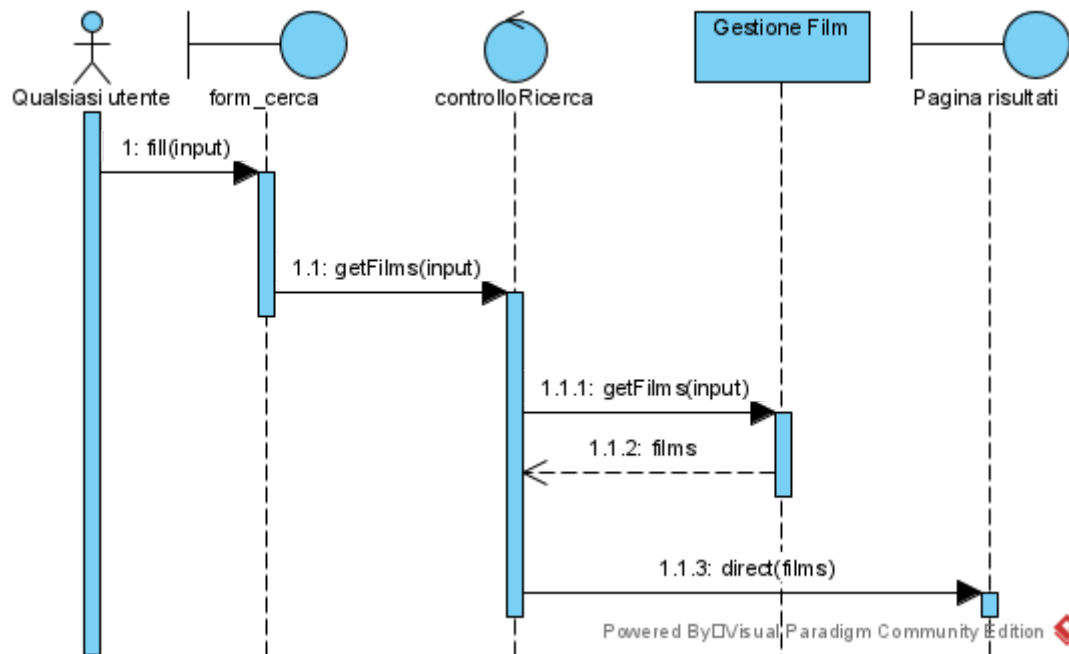 Gestione Film
Qualsiasi utente
form_cerca
controlloRicerca
Pagina risultati
1: fill(input)
1.1: getFilms(input)
1.1.1: getFilms(input)
1.1.2: films
1.1.3: direct(films)
Powered By□Visual Paradigm Community Edition